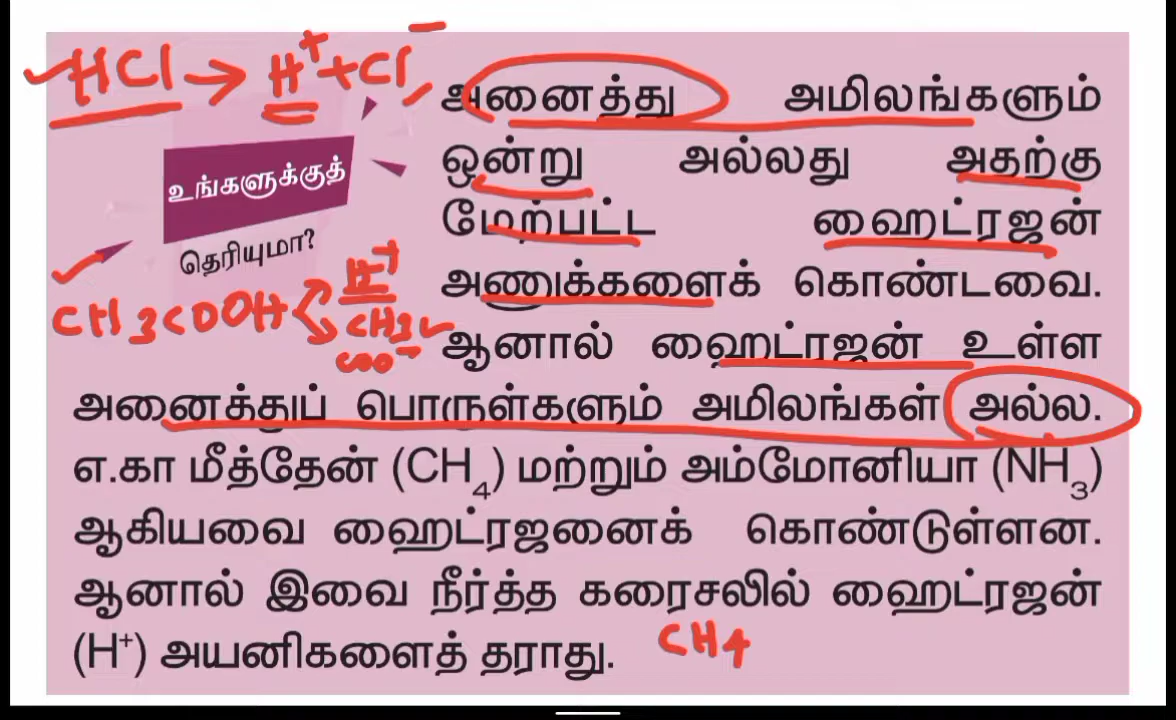 HCl → H⁺ + Cl⁻
உங்களுக்குத்
தெரியுமா?
CH3COOH
H⁺
CH3
COO⁻
அனைத்து அமிலங்களும்
ஒன்று அல்லது அதற்கு
மேற்பட்ட ஹைட்ரஜன்
அணுக்களைக் கொண்டவை.
ஆனால் ஹைட்ரஜன் உள்ள
அனைத்துப் பொருள்களும் அமிலங்கள் அல்ல.
எ.கா மீத்தேன் (CH₄) மற்றும் அம்மோனியா (NH₃)
ஆகியவை ஹைட்ரஜனைக் கொண்டுள்ளன.
ஆனால் இவை நீர்த்த கரைசலில் ஹைட்ரஜன்
(H⁺) அயனிகளைத் தராது.
CH4